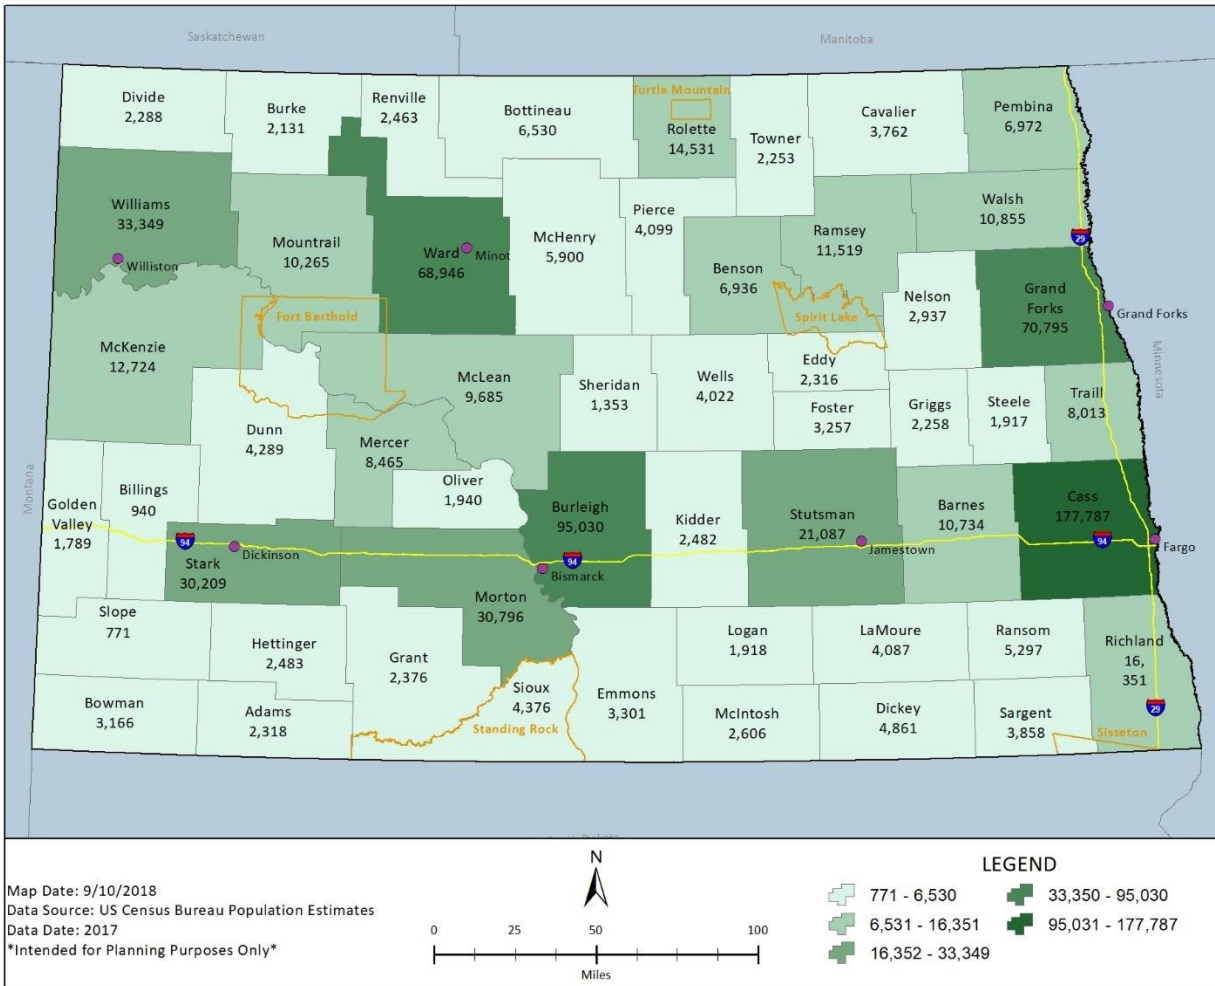 Saskatchewan
Manitoba
Divide
2,288
Burke
2,131
Renville
2,463
Bottineau
6,530
Turtle Mountain
Rolette
14,531
Towner
2,253
Cavalier
3,762
Pembina
6,972
Williams
33,349
Williston
Mountrail
10,265
Ward
68,946
Minot
McHenry
5,900
Pierce
4,099
Benson
6,936
Ramsey
11,519
Walsh
10,855
29
Nelson
2,937
Grand
Forks
70,795
Grand Forks
Minnesota
Fort Berthold
Spirit Lake
McKenzie
12,724
McLean
9,685
Sheridan
1,353
Wells
4,022
Eddy
2,316
Foster
3,257
Griggs
2,258
Steele
1,917
Traill
8,013
Dunn
4,289
Mercer
8,465
Oliver
1,940
Montana
Golden
Valley
1,789
Billings
940
94
Stark
30,209
Dickinson
Burleigh
95,030
94
Bismarck
Kidder
2,482
Stutsman
21,087
Jamestown
Barnes
10,734
Cass
177,787
94
Fargo
Morton
30,796
Slope
771
Hettinger
2,483
Grant
2,376
Sioux
4,376
Standing Rock
Emmons
3,301
Logan
1,918
LaMoure
4,087
Ransom
5,297
Richland
16,
351
Bowman
3,166
Adams
2,318
McIntosh
2,606
Dickey
4,861
Sargent
3,858
29
Sisseton
Map Date: 9/10/2018
Data Source: US Census Bureau Population Estimates
Data Date: 2017
*Intended for Planning Purposes Only*
N
0 25 50 100
Miles
LEGEND
771 - 6,530
6,531 - 16,351
16,352 - 33,349
33,350 - 95,030
95,031 - 177,787